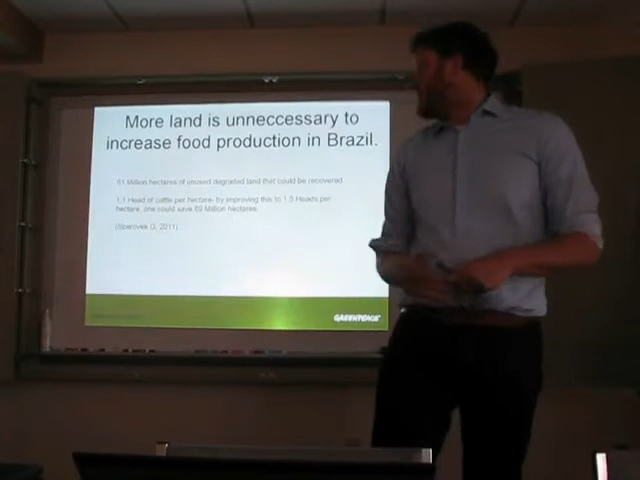 More land is unneccessary to
increase food production in Brazil.
61 Million hectares of unused degraded land that could be recovered
1.1 Head of cattle per hectare- by improving this to 1.5 Heads per
hectare, one could save 69 Million hectares.
(Sparovek G, 2011)
GREENPEACE